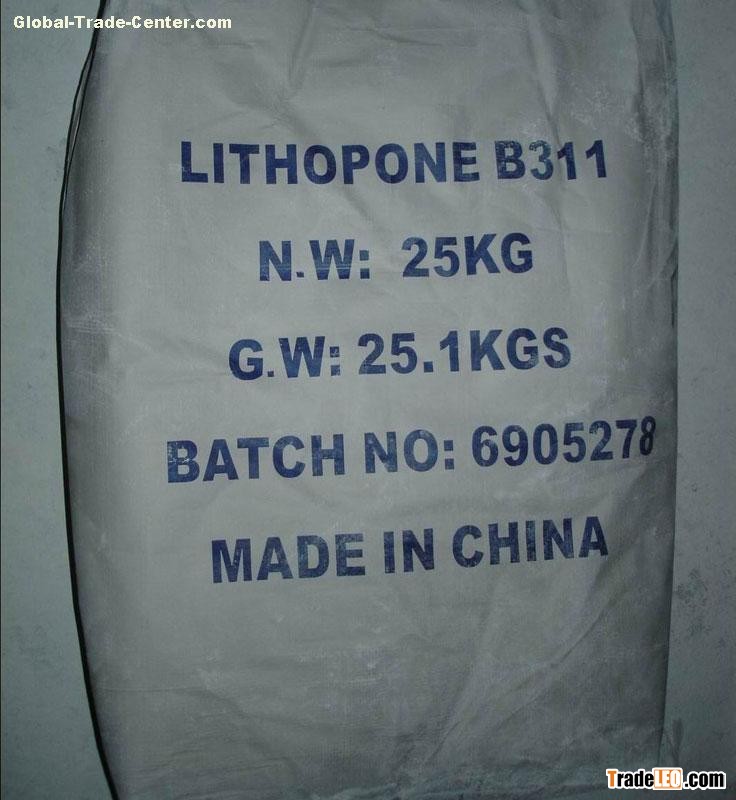 Global-Trade-Center.com
LITHOPONE B311
N.W: 25KG
G.W: 25.1KGS
BATCH NO: 6905278
MADE IN CHINA
TradeLEO.com